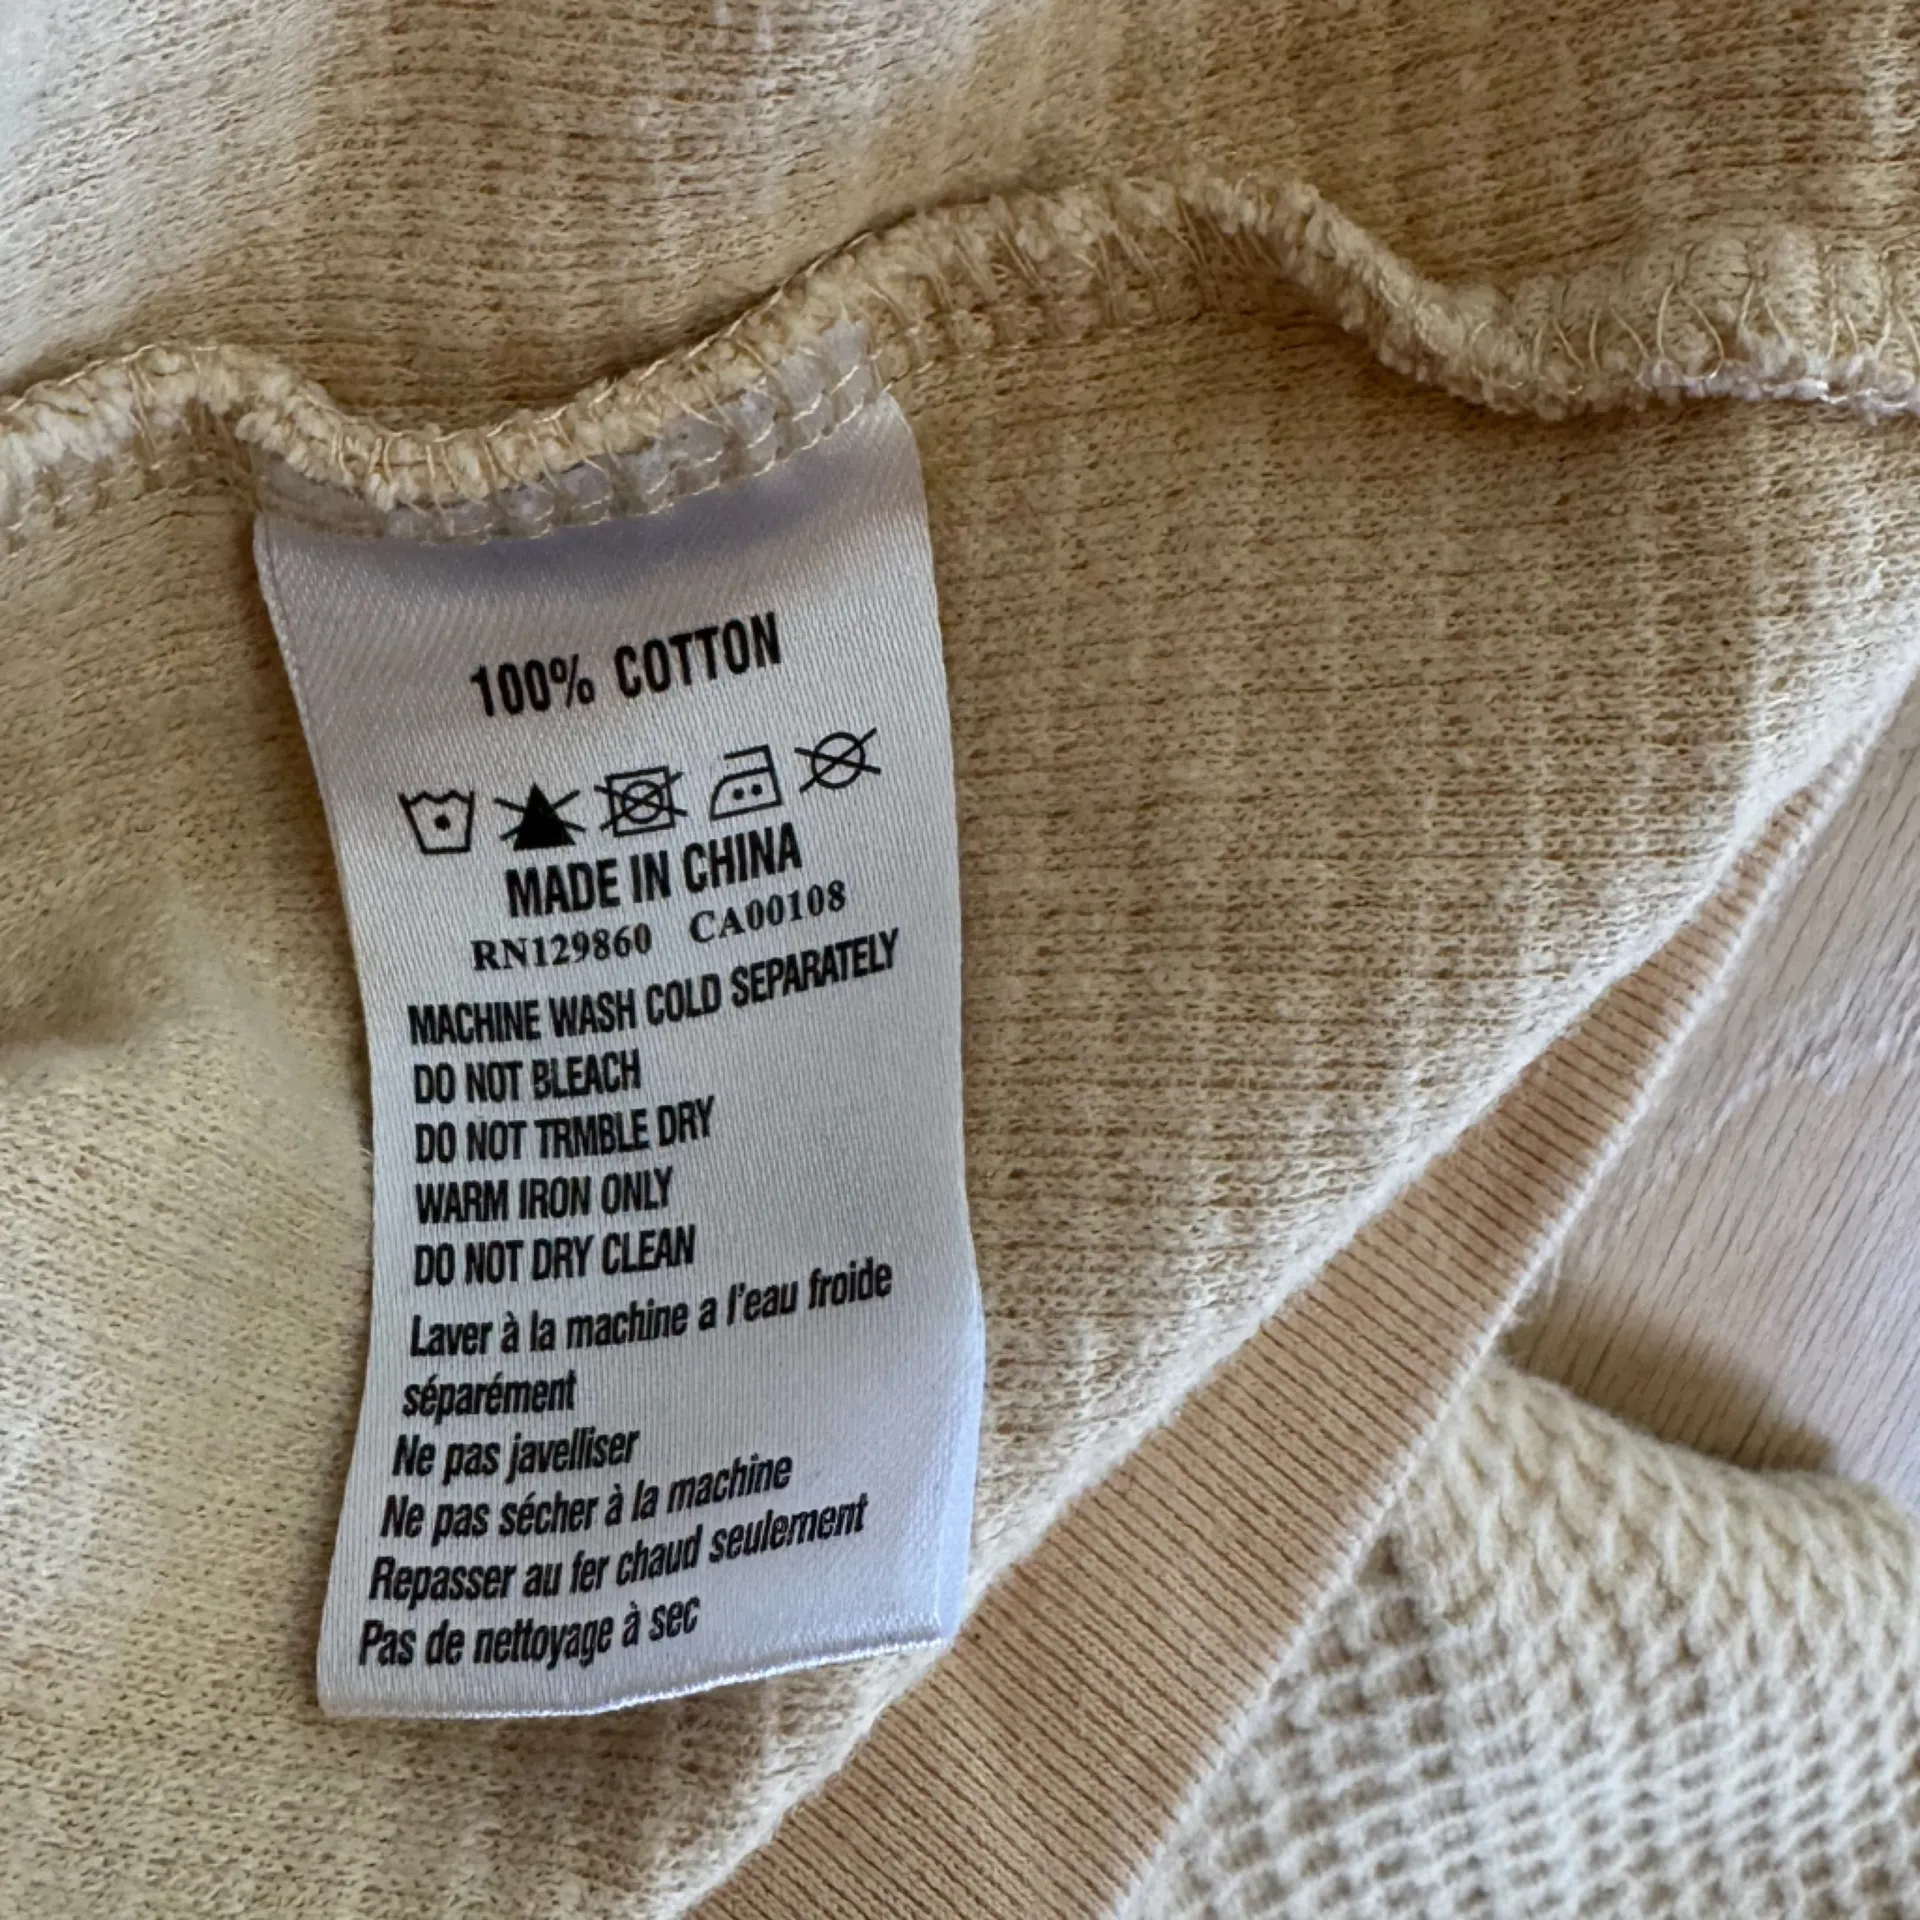 100% COTTON
MADE IN CHINA
RN129860 CA00108
MACHINE WASH COLD SEPARATELY
DO NOT BLEACH
DO NOT TRMBLE DRY
WARM IRON ONLY
DO NOT DRY CLEAN
Laver à la machine a l'eau froide
séparément
Ne pas javelliser
Ne pas sécher à la machine
Repasser au fer chaud seulement
Pas de nettoyage à sec